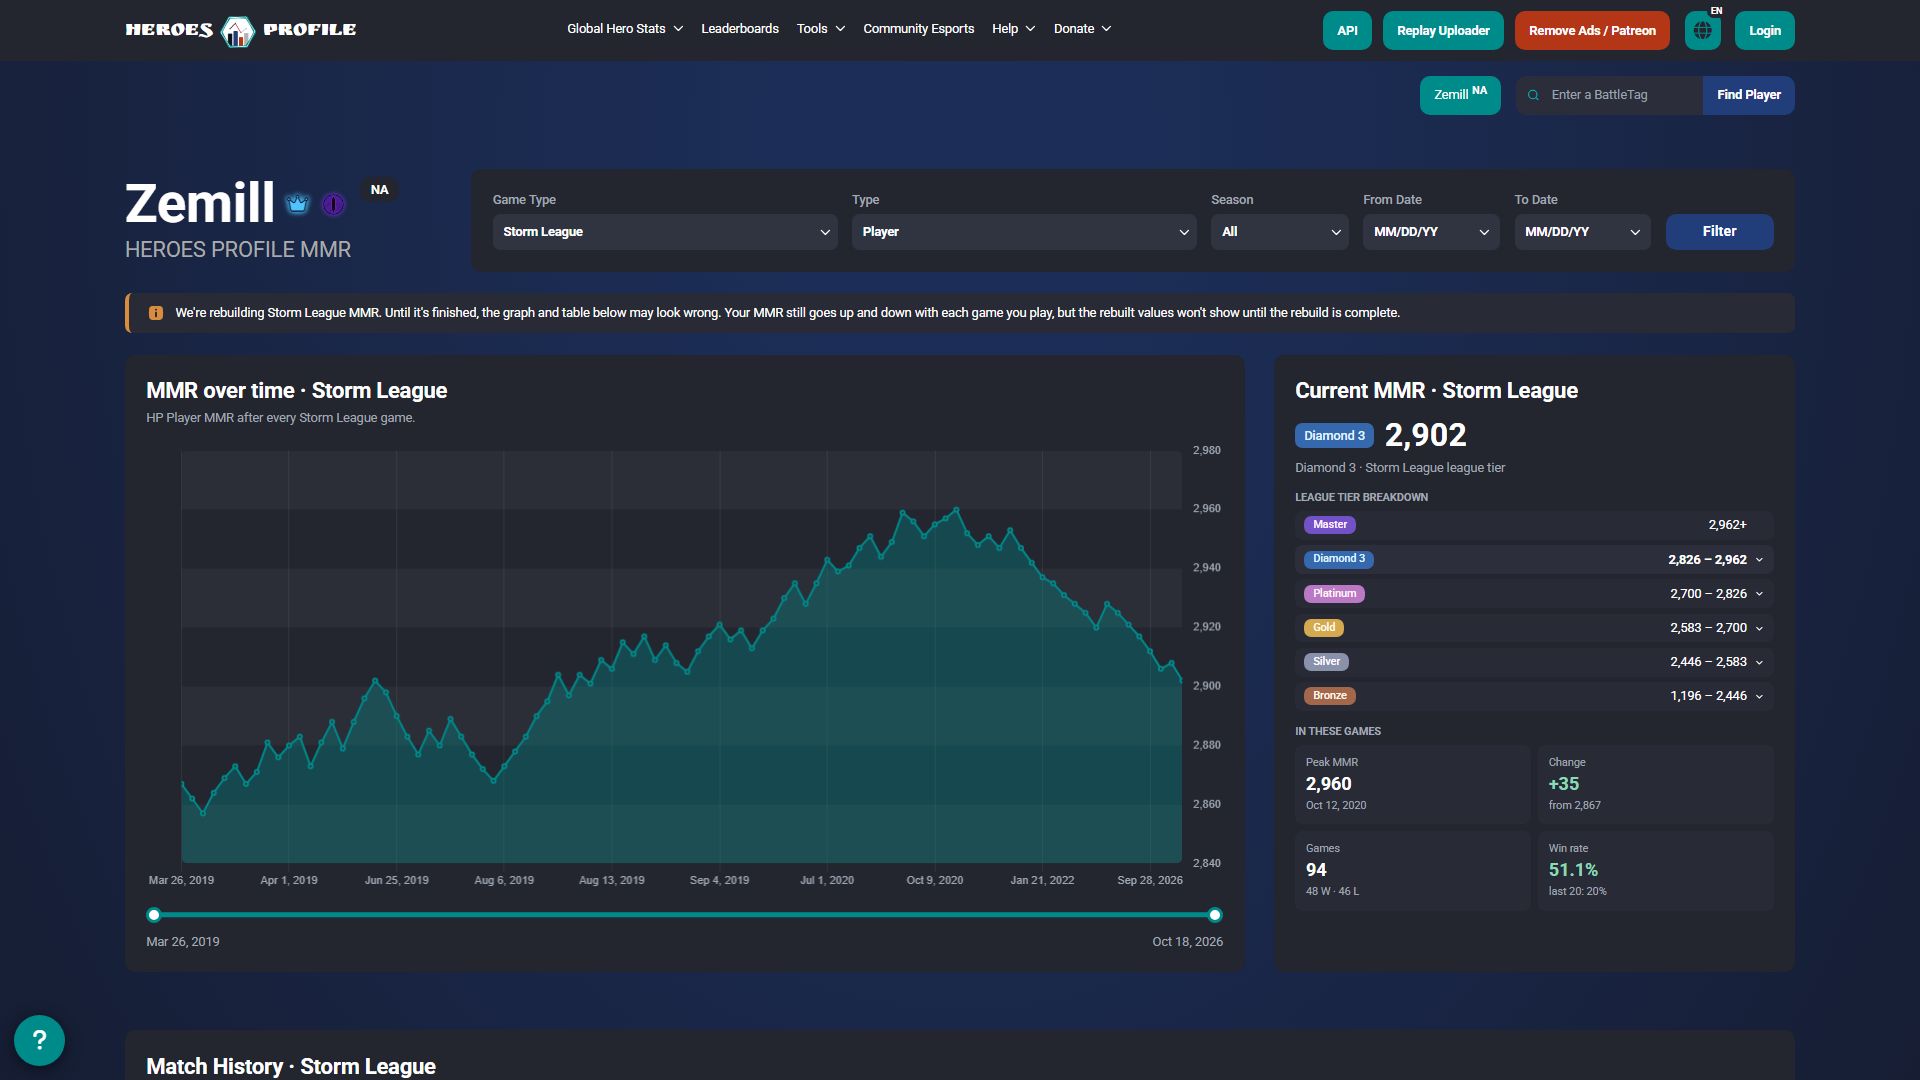 HEROES PROFILE
Global Hero Stats Leaderboards Tools Community Esports Help Donate
API Replay Uploader Remove Ads / Patreon EN Login
Zemill NA Enter a BattleTag Find Player
Zemill NA
HEROES PROFILE MMR
Game Type Type Season From Date To Date
Storm League Player All MM/DD/YY MM/DD/YY Filter
We're rebuilding Storm League MMR. Until it's finished, the graph and table below may look wrong. Your MMR still goes up and down with each game you play, but the rebuilt values won't show until the rebuild is complete.
MMR over time · Storm League
HP Player MMR after every Storm League game.
2,980
2,960
2,940
2,920
2,900
2,880
2,860
2,840
Mar 26, 2019 Apr 1, 2019 Jun 25, 2019 Aug 6, 2019 Aug 13, 2019 Sep 4, 2019 Jul 1, 2020 Oct 9, 2020 Jan 21, 2022 Sep 28, 2026
Mar 26, 2019 Oct 18, 2026
Current MMR · Storm League
Diamond 3 2,902
Diamond 3 · Storm League league tier
LEAGUE TIER BREAKDOWN
Master 2,962+
Diamond 3 2,826 – 2,962
Platinum 2,700 – 2,826
Gold 2,583 – 2,700
Silver 2,446 – 2,583
Bronze 1,196 – 2,446
IN THESE GAMES
Peak MMR
2,960
Oct 12, 2020
Change
+35
from 2,867
Games
94
48 W · 46 L
Win rate
51.1%
last 20: 20%
?
Match History · Storm League